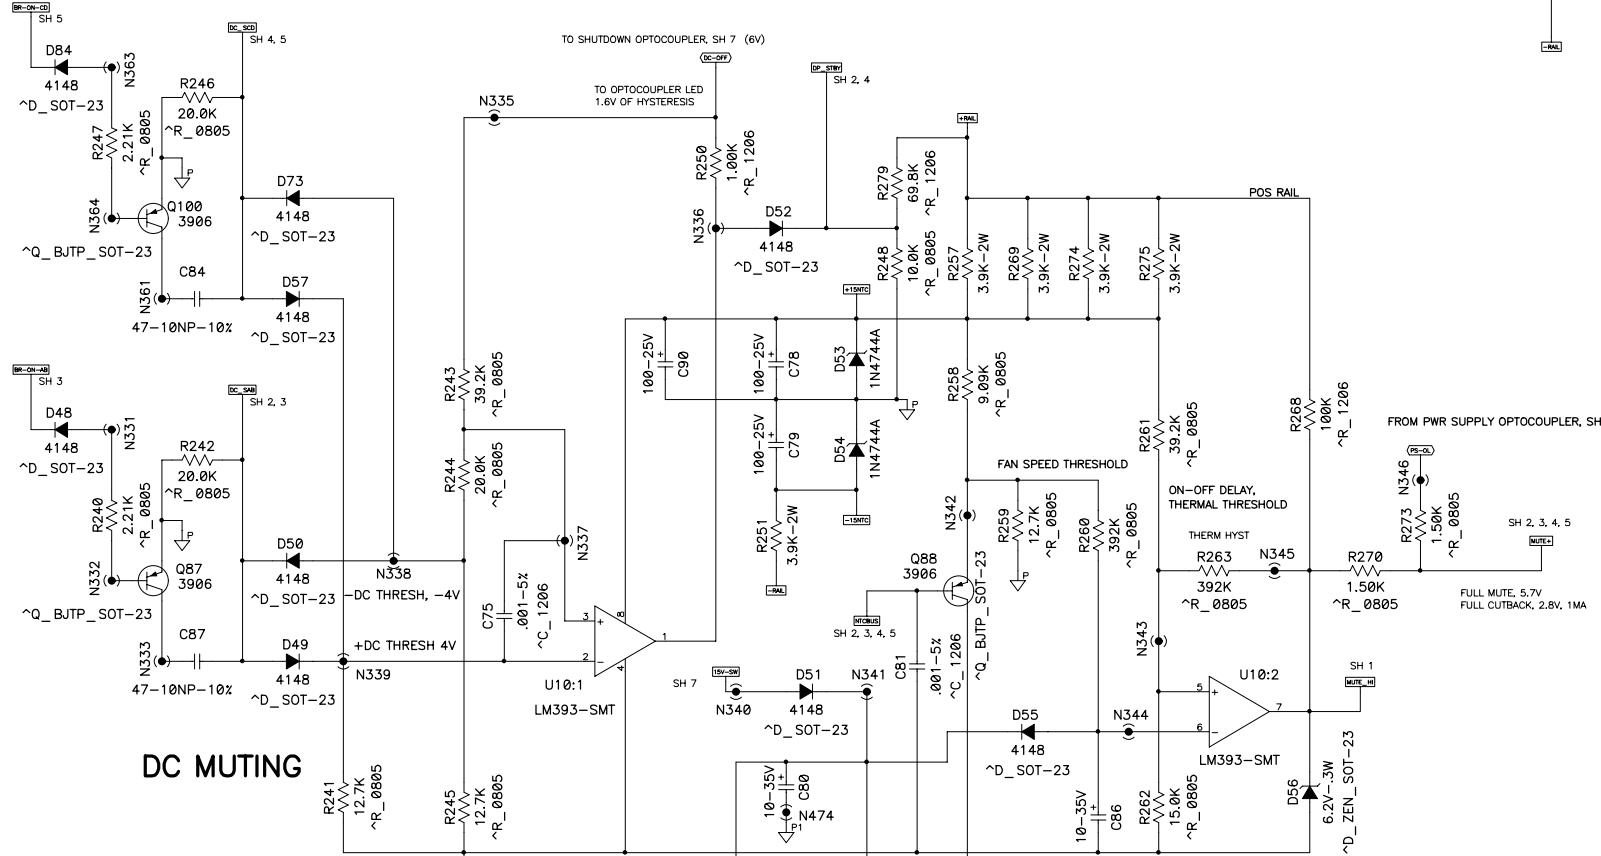 BR-ON-CD
SH 5
D84
4148
^D_SOT-23
N363
R247
2.21K
^R_0805
N364
R246
20.0K
^R_0805
P
Q100
3906
^Q_BJTP_SOT-23
N361
C84
47-10NP-10%
DC_SCD
SH 4, 5
D73
4148
^D_SOT-23
D57
4148
^D_SOT-23
BR-ON-AB
SH 3
D48
4148
^D_SOT-23
N331
R240
2.21K
^R_0805
N332
R242
20.0K
^R_0805
P
Q87
3906
^Q_BJTP_SOT-23
N333
C87
47-10NP-10%
DC_SAB
SH 2, 3
D50
4148
^D_SOT-23
D49
4148
^D_SOT-23
N338
-DC THRESH, -4V
+DC THRESH 4V
N339
DC MUTING
R241
12.7K
^R_0805
R245
12.7K
^R_0805
N335
R243
39.2K
^R_0805
R244
20.0K
^R_0805
N337
C75
.001-5%
^C_1206
3
+
2
-
8
4
1
U10:1
LM393-SMT
TO SHUTDOWN OPTOCOUPLER, SH 7 (6V)
DC-OFF
TO OPTOCOUPLER LED
1.6V OF HYSTERESIS
R250
1.00K
^R_1206
N336
D52
4148
^D_SOT-23
DP_STBY
SH 2, 4
R279
69.8K
^R_1206
R248
10.0K
^R_0805
+15NTC
100-25V
+
C90
100-25V
+
C78
D53
1N4744A
P
100-25V
+
C79
D54
1N4744A
-15NTC
R251
3.9K-2W
-RAIL
+RAIL
POS RAIL
R257
3.9K-2W
R269
3.9K-2W
R274
3.9K-2W
R275
3.9K-2W
R258
9.09K
^R_0805
FAN SPEED THRESHOLD
N342
R259
12.7K
^R_0805
P
R260
392K
^R_0805
Q88
3906
^Q_BJTP_SOT-23
NTCBUS
SH 2, 3, 4, 5
C81
.001-5%
^C_1206
SH 7
15V-SW
N340
D51
4148
^D_SOT-23
N341
10-35V
+
C80
N474
P1
D55
4148
^D_SOT-23
N344
10-35V
+
C86
R261
39.2K
^R_0805
ON-OFF DELAY,
THERMAL THRESHOLD
THERM HYST
R263
392K
^R_0805
N345
N343
R262
15.0K
^R_0805
5
+
6
-
7
U10:2
LM393-SMT
SH 1
MUTE_HI
D56
6.2V-.3W
^D_ZEN_SOT-23
R268
100K
^R_1206
R270
1.50K
^R_0805
-RAIL
FROM PWR SUPPLY OPTOCOUPLER, SH
PS-OL
N346
R273
1.50K
^R_0805
SH 2, 3, 4, 5
MUTE+
FULL MUTE, 5.7V
FULL CUTBACK, 2.8V, 1MA